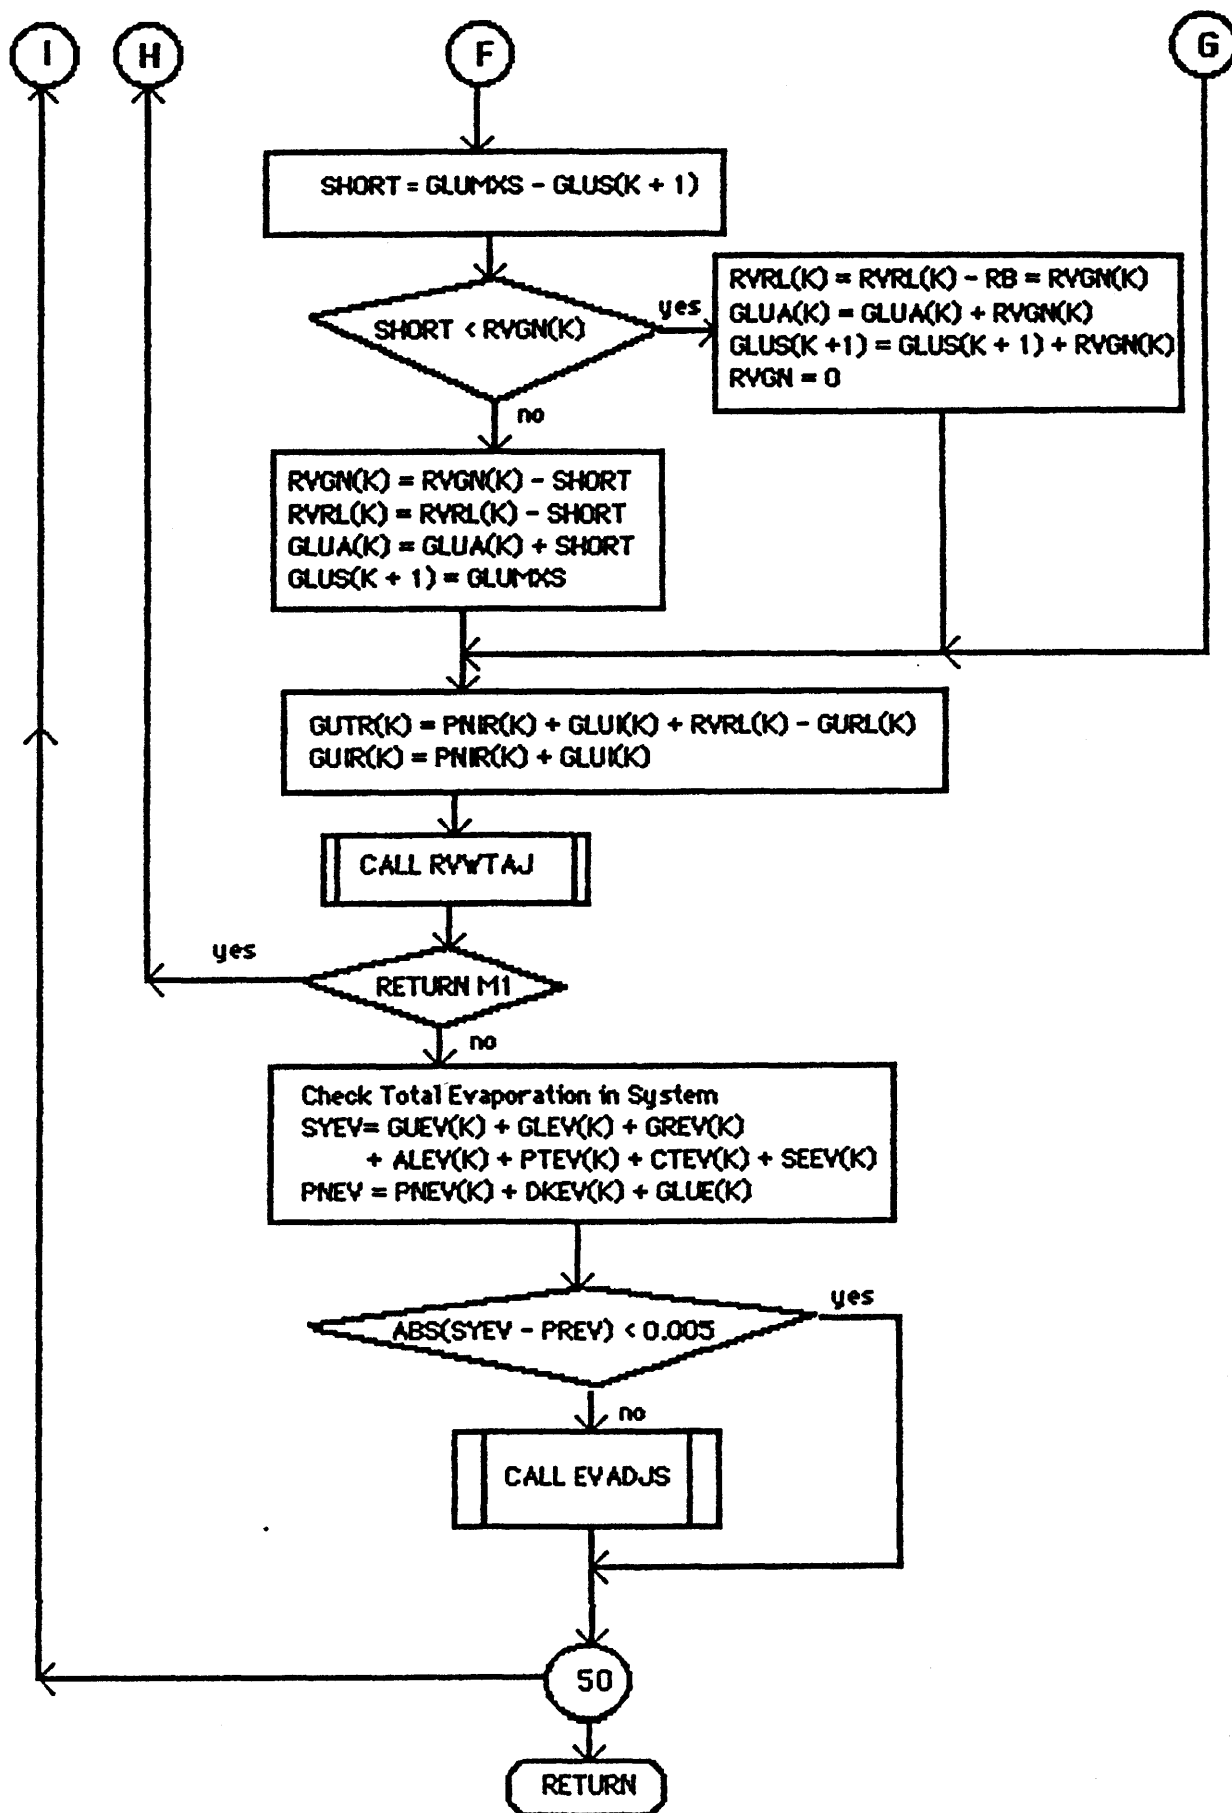 I
H
F
G
SHORT = GLUMXS - GLUS(K + 1)
SHORT < RVGN(K)
yes
RVRL(K) = RVRL(K) - RB = RVGN(K)
GLUA(K) = GLUA(K) + RVGN(K)
GLUS(K +1) = GLUS(K + 1) + RVGN(K)
RVGN = 0
no
RVGN(K) = RVGN(K) - SHORT
RVRL(K) = RVRL(K) - SHORT
GLUA(K) = GLUA(K) + SHORT
GLUS(K + 1) = GLUMXS
GUTR(K) = PNIR(K) + GLUI(K) + RVRL(K) - GURL(K)
GUIR(K) = PNIR(K) + GLUI(K)
CALL RVWTAJ
yes
RETURN M1
no
Check Total Evaporation in System
SYEV= GUEV(K) + GLEV(K) + GREV(K)
+ ALEV(K) + PTEV(K) + CTEV(K) + SEEV(K)
PNEV = PNEV(K) + DKEV(K) + GLUE(K)
yes
ABS(SYEV - PREV) < 0.005
no
CALL EVADJS
50
RETURN